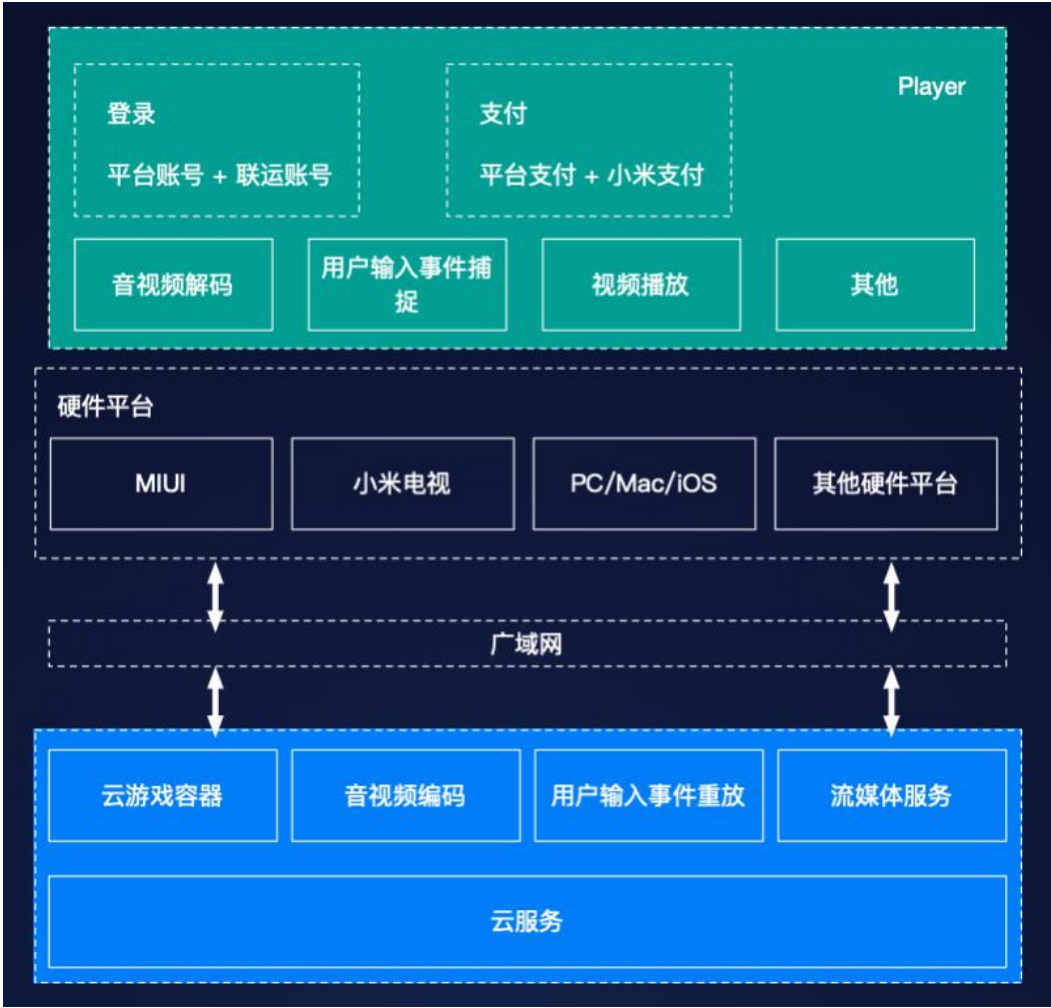 Player
登录
支付
平台账号 + 联运账号
平台支付 + 小米支付
音视频解码
用户输入事件捕
捉
视频播放
其他
硬件平台
MIUI
小米电视
PC/Mac/iOS
其他硬件平台
广域网
云游戏容器
音视频编码
用户输入事件重放
流媒体服务
云服务